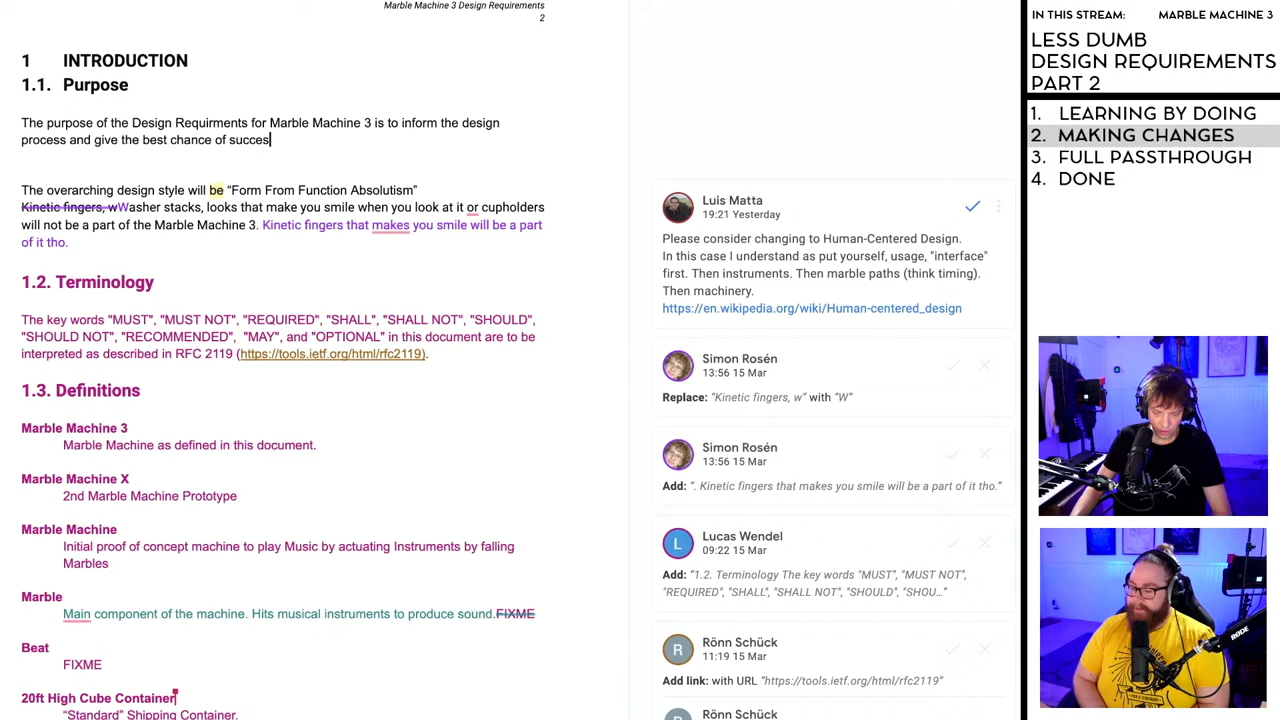 Marble Machine 3 Design Requirements
2
1 INTRODUCTION
1.1. Purpose
The purpose of the Design Requirments for Marble Machine 3 is to inform the design
process and give the best chance of succes
The overarching design style will be “Form From Function Absolutism”
Kinetic fingers, wWasher stacks, looks that make you smile when you look at it or cupholders
will not be a part of the Marble Machine 3. Kinetic fingers that makes you smile will be a part
of it tho.
1.2. Terminology
The key words "MUST", "MUST NOT", "REQUIRED", "SHALL", "SHALL NOT", "SHOULD",
"SHOULD NOT", "RECOMMENDED", "MAY", and "OPTIONAL" in this document are to be
interpreted as described in RFC 2119 (https://tools.ietf.org/html/rfc2119).
1.3. Definitions
Marble Machine 3
Marble Machine as defined in this document.
Marble Machine X
2nd Marble Machine Prototype
Marble Machine
Initial proof of concept machine to play Music by actuating Instruments by falling
Marbles
Marble
Main component of the machine. Hits musical instruments to produce sound.FIXME
Beat
FIXME
20ft High Cube Container
“Standard” Shipping Container.
Luis Matta
19:21 Yesterday
Please consider changing to Human-Centered Design.
In this case I understand as put yourself, usage, "interface"
first. Then instruments. Then marble paths (think timing).
Then machinery.
https://en.wikipedia.org/wiki/Human-centered_design
Simon Rosén
13:56 15 Mar
Replace: “Kinetic fingers, w” with “W”
Simon Rosén
13:56 15 Mar
Add: “. Kinetic fingers that makes you smile will be a part of it tho.”
L
Lucas Wendel
09:22 15 Mar
Add: “1.2. Terminology The key words "MUST", "MUST NOT",
"REQUIRED", "SHALL", "SHALL NOT", "SHOULD", "SHOU…”
R
Rönn Schück
11:19 15 Mar
Add link: with URL “https://tools.ietf.org/html/rfc2119”
R
Rönn Schück
IN THIS STREAM: MARBLE MACHINE 3
LESS DUMB
DESIGN REQUIREMENTS
PART 2
1. LEARNING BY DOING
2. MAKING CHANGES
3. FULL PASSTHROUGH
4. DONE
RØDE